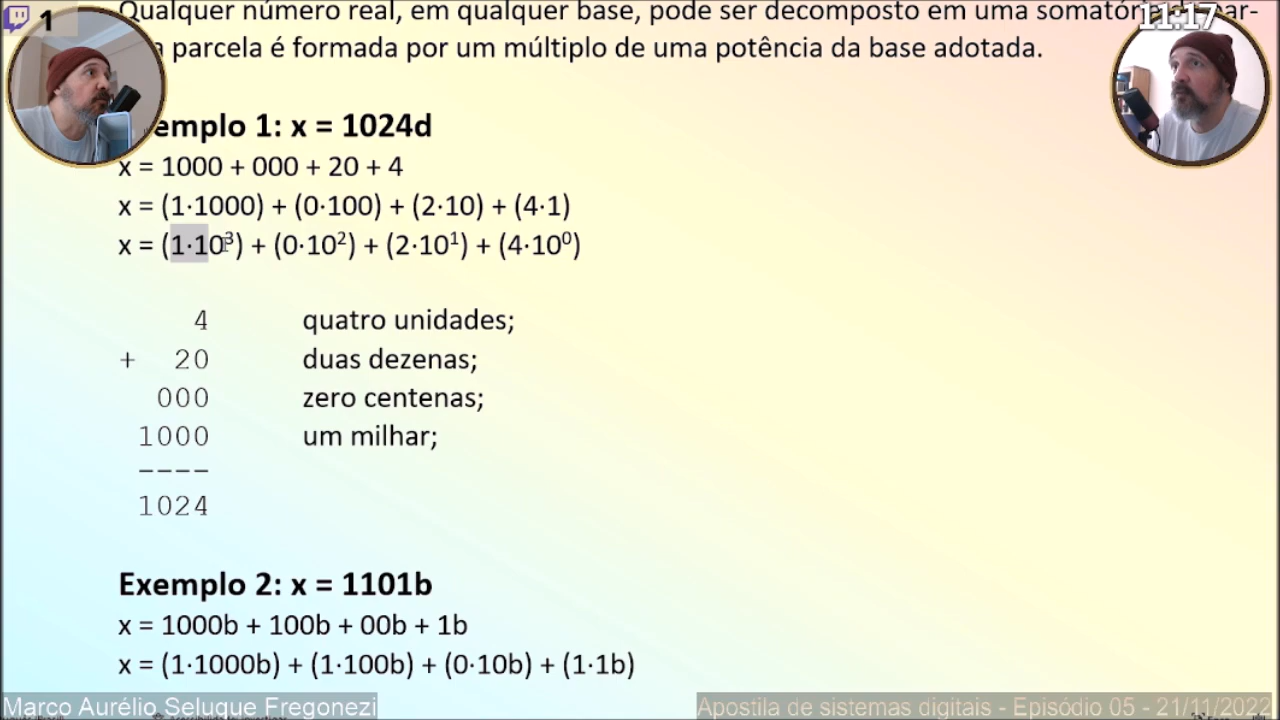 1
11:17
Qualquer número real, em qualquer base, pode ser decomposto em uma
parcela é formada por um múltiplo de uma potência da base adotada.
emplo 1: x = 1024d
x = 1000 + 000 + 20 + 4
x = (1·1000) + (0·100) + (2·10) + (4·1)
x = (1·10³) + (0·10²) + (2·10¹) + (4·10⁰)
4 quatro unidades;
+ 20 duas dezenas;
000 zero centenas;
1000 um milhar;
----
1024
Exemplo 2: x = 1101b
x = 1000b + 100b + 00b + 1b
x = (1·1000b) + (1·100b) + (0·10b) + (1·1b)
Marco Aurélio Seluque Fregonezi
Apostila de sistemas digitais - Episódio 05 - 21/11/2022